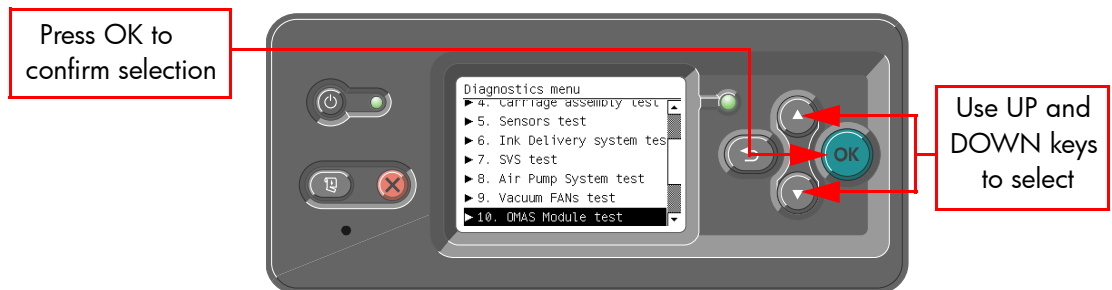 Press OK to
confirm selection
Diagnostics menu
▶ 4. Carriage assembly test
▶ 5. Sensors test
▶ 6. Ink Delivery system tes
▶ 7. SVS test
▶ 8. Air Pump System test
▶ 9. Vacuum FANs test
▶ 10. OMAS Module test
OK
Use UP and
DOWN keys
to select